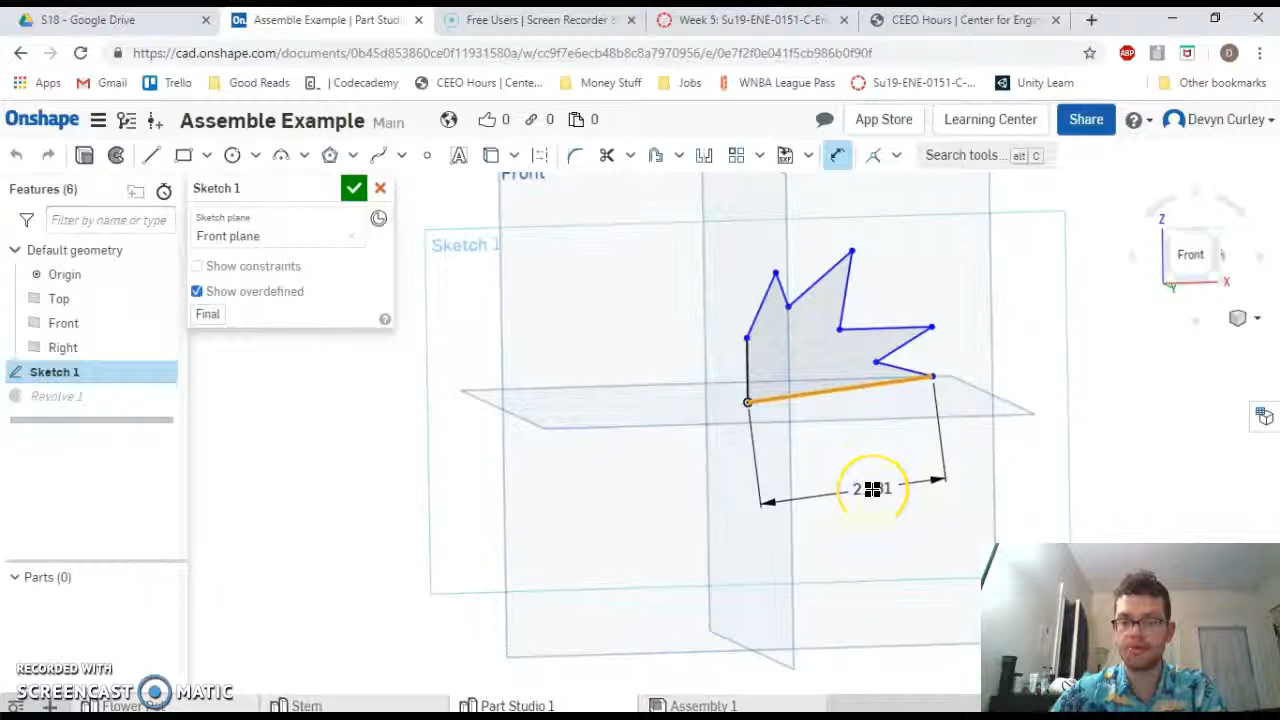 S18 - Google Drive
Assemble Example | Part Studi
Free Users | Screen Recorder
Week 5: Su19-ENE-0151-C-En
CEEO Hours | Center for Engin
https://cad.onshape.com/documents/0b45d853860ce0f11931580a/w/cc9f7e6ecb48b8c8a7970956/e/0e7f2f0e041f5cb986b0f90f
ABP
D
Apps
Gmail
Trello
Good Reads
Codecademy
CEEO Hours | Cente...
Money Stuff
Jobs
WNBA League Pass
Su19-ENE-0151-C-...
Unity Learn
Other bookmarks
Onshape
Assemble Example Main
0
0
0
App Store
Learning Center
Share
Devyn Curley
Search tools... alt C
Features (6)
Filter by name or type
Default geometry
Origin
Top
Front
Right
Sketch 1
Revolve 1
Sketch 1
Sketch plane
Front plane
Show constraints
Show overdefined
Final
Front
Sketch 1
Z
Front
X
Y
Parts (0)
RECORDED WITH
SCREENCAST MATIC
Stem
Part Studio 1
Assembly 1